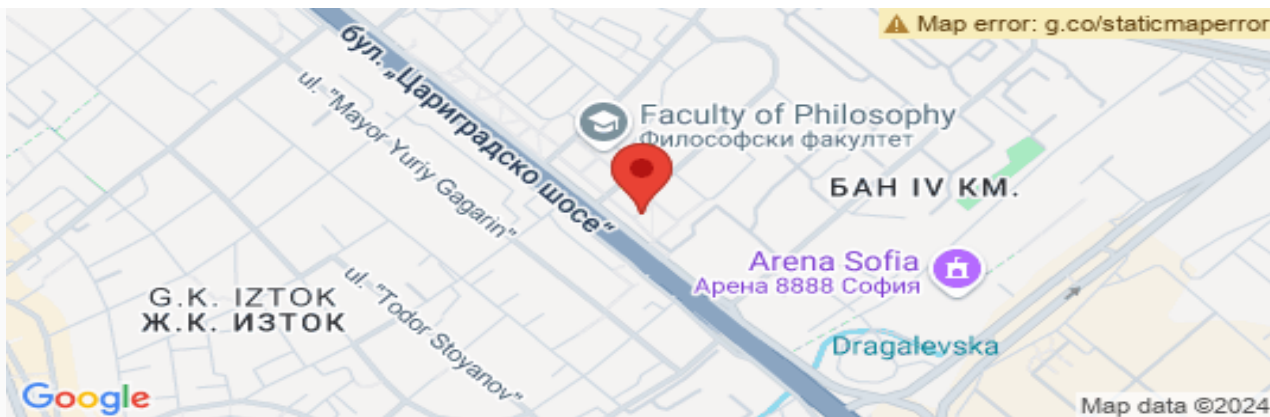 Map error: g.co/staticmaperror
бул. „Цариградско шосе“
ul. "Mayor Yuriy Gagarin"
Faculty of Philosophy
Философски факултет
БАН IV КМ.
Arena Sofia
Арена 8888 София
G.K. IZTOK
Ж.К. ИЗТОК
ul. "Todor Stoyanov"
Dragalevska
Google
Map data ©2024